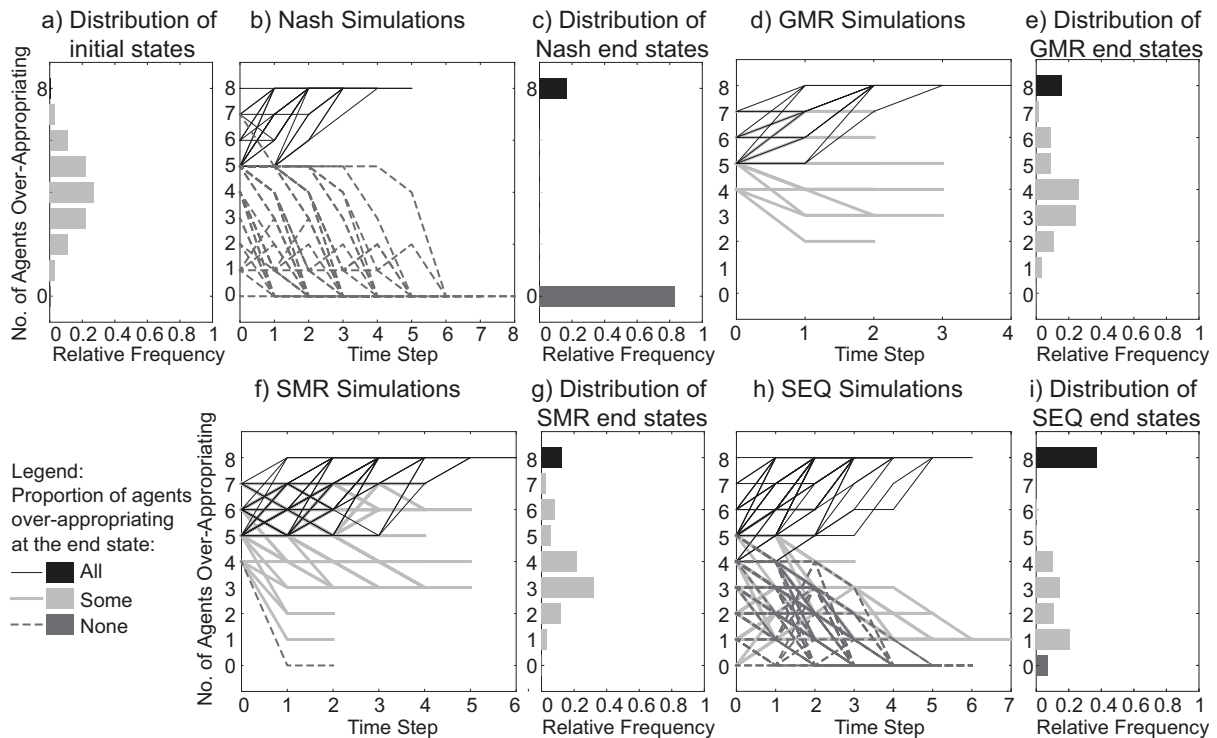 a) Distribution of
initial states
b) Nash Simulations
c) Distribution of
Nash end states
d) GMR Simulations
e) Distribution of
GMR end states
No. of Agents Over-Appropriating
8
0
0 0.2 0.4 0.6 0.8 1
Relative Frequency
8
7
6
5
4
3
2
1
0
0 1 2 3 4 5 6 7 8
Time Step
8
0
0 0.2 0.4 0.6 0.8 1
Relative Frequency
8
7
6
5
4
3
2
1
0
0 1 2 3 4
Time Step
8
7
6
5
4
3
2
1
0
0 0.2 0.4 0.6 0.8 1
Relative Frequency
f) SMR Simulations
g) Distribution of
SMR end states
h) SEQ Simulations
i) Distribution of
SEQ end states
Legend:
Proportion of agents
over-appropriating
at the end state:
All
Some
None
No. of Agents Over-Appropriating
8
7
6
5
4
3
2
1
0
0 1 2 3 4 5 6
Time Step
8
7
6
5
4
3
2
1
0
0 0.2 0.4 0.6 0.8 1
Relative Frequency
8
7
6
5
4
3
2
1
0
0 1 2 3 4 5 6 7
Time Step
8
7
6
5
4
3
2
1
0
0 0.2 0.4 0.6 0.8 1
Relative Frequency